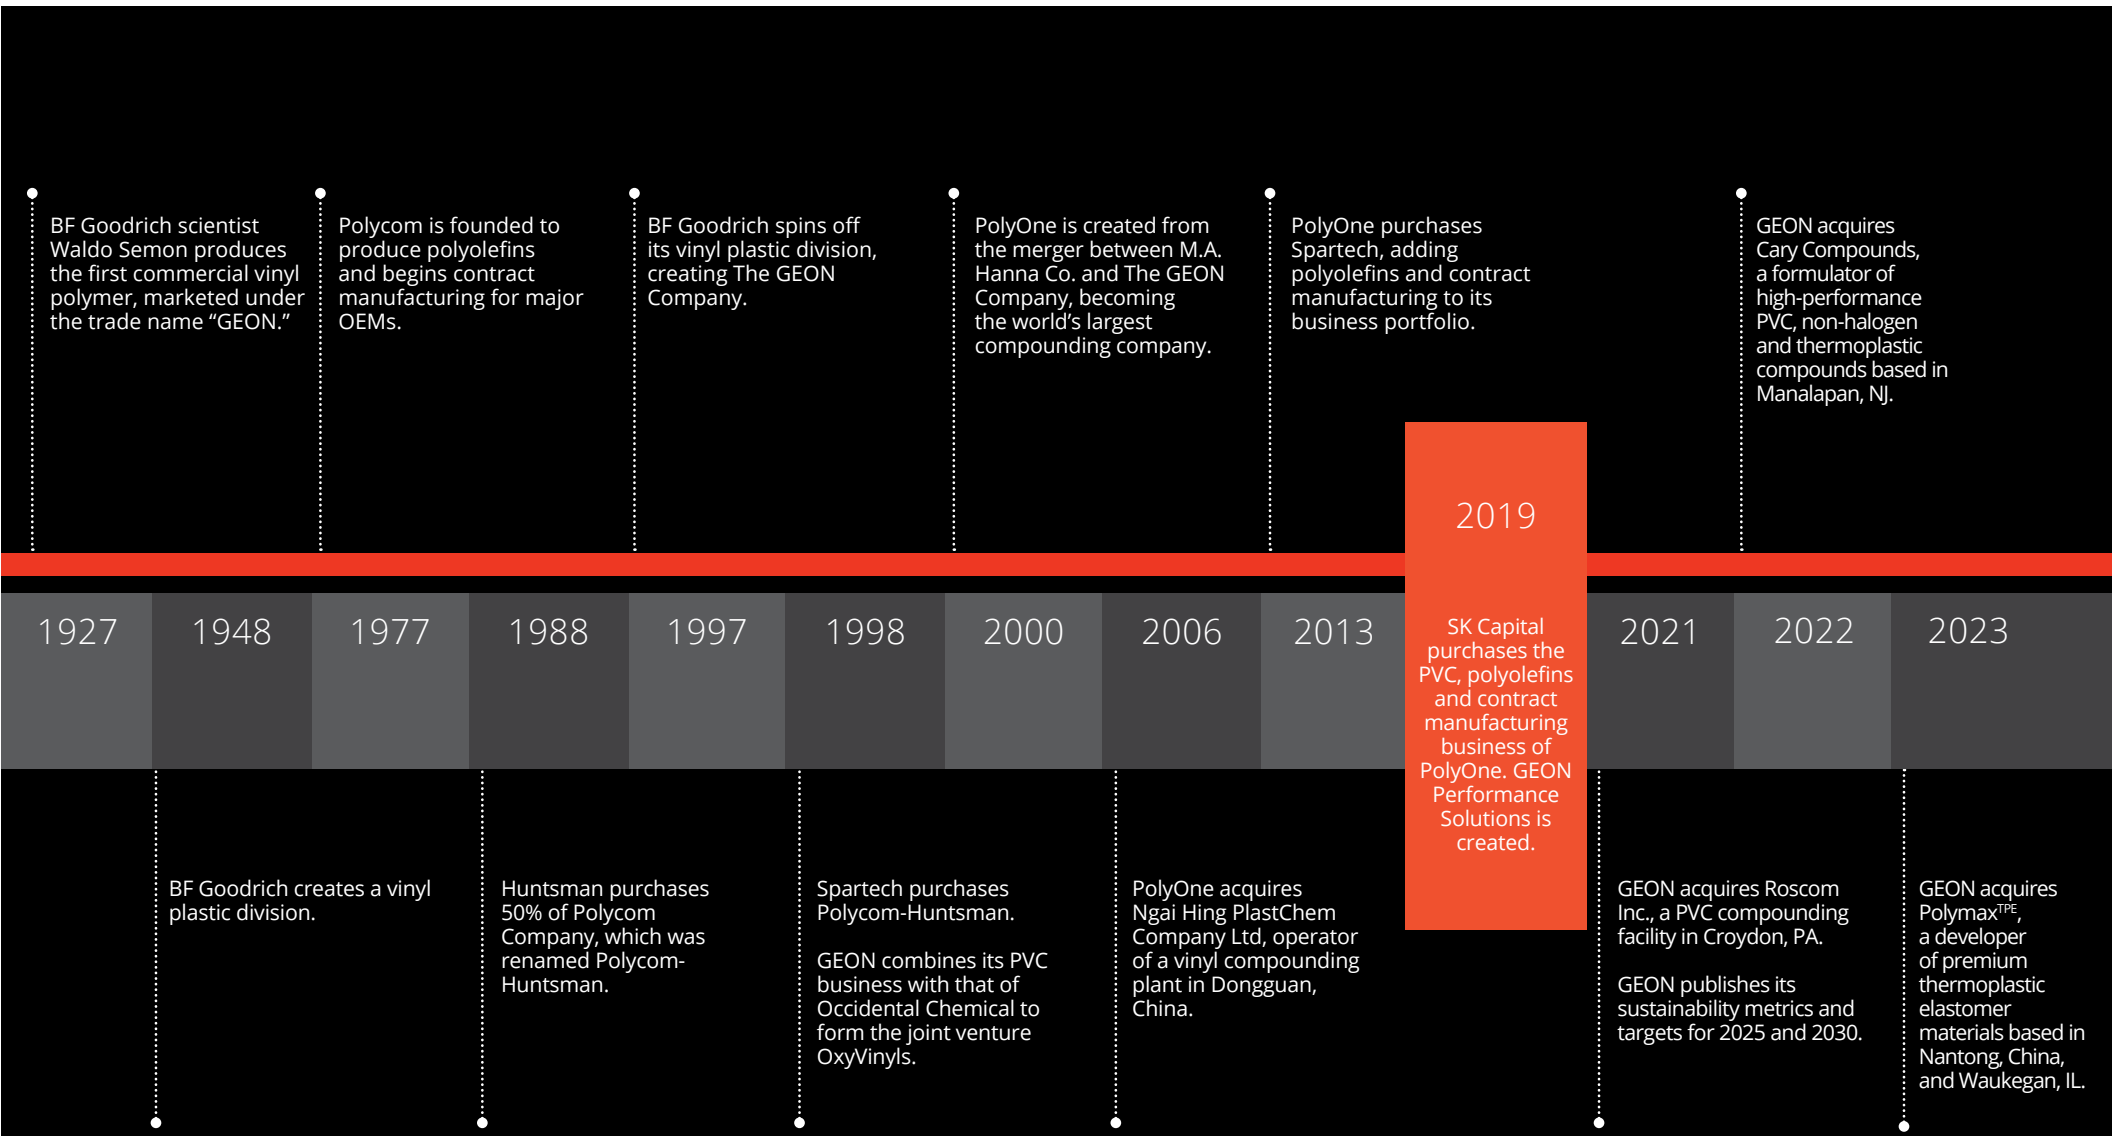 BF Goodrich scientist
Waldo Semon produces
the first commercial vinyl
polymer, marketed under
the trade name “GEON.”
Polycom is founded to
produce polyolefins
and begins contract
manufacturing for major
OEMs.
BF Goodrich spins off
its vinyl plastic division,
creating The GEON
Company.
PolyOne is created from
the merger between M.A.
Hanna Co. and The GEON
Company, becoming
the world’s largest
compounding company.
PolyOne purchases
Spartech, adding
polyolefins and contract
manufacturing to its
business portfolio.
GEON acquires
Cary Compounds,
a formulator of
high-performance
PVC, non-halogen
and thermoplastic
compounds based in
Manalapan, NJ.
1927
1948
1977
1988
1997
1998
2000
2006
2013
2019
SK Capital
purchases the
PVC, polyolefins
and contract
manufacturing
business of
PolyOne. GEON
Performance
Solutions is
created.
2021
2022
2023
BF Goodrich creates a vinyl
plastic division.
Huntsman purchases
50% of Polycom
Company, which was
renamed Polycom-
Huntsman.
Spartech purchases
Polycom-Huntsman.
GEON combines its PVC
business with that of
Occidental Chemical to
form the joint venture
OxyVinyls.
PolyOne acquires
Ngai Hing PlastChem
Company Ltd, operator
of a vinyl compounding
plant in Dongguan,
China.
GEON acquires Roscom
Inc., a PVC compounding
facility in Croydon, PA.
GEON publishes its
sustainability metrics and
targets for 2025 and 2030.
GEON acquires
Polymax™TPE,
a developer
of premium
thermoplastic
elastomer
materials based in
Nantong, China,
and Waukegan, IL.